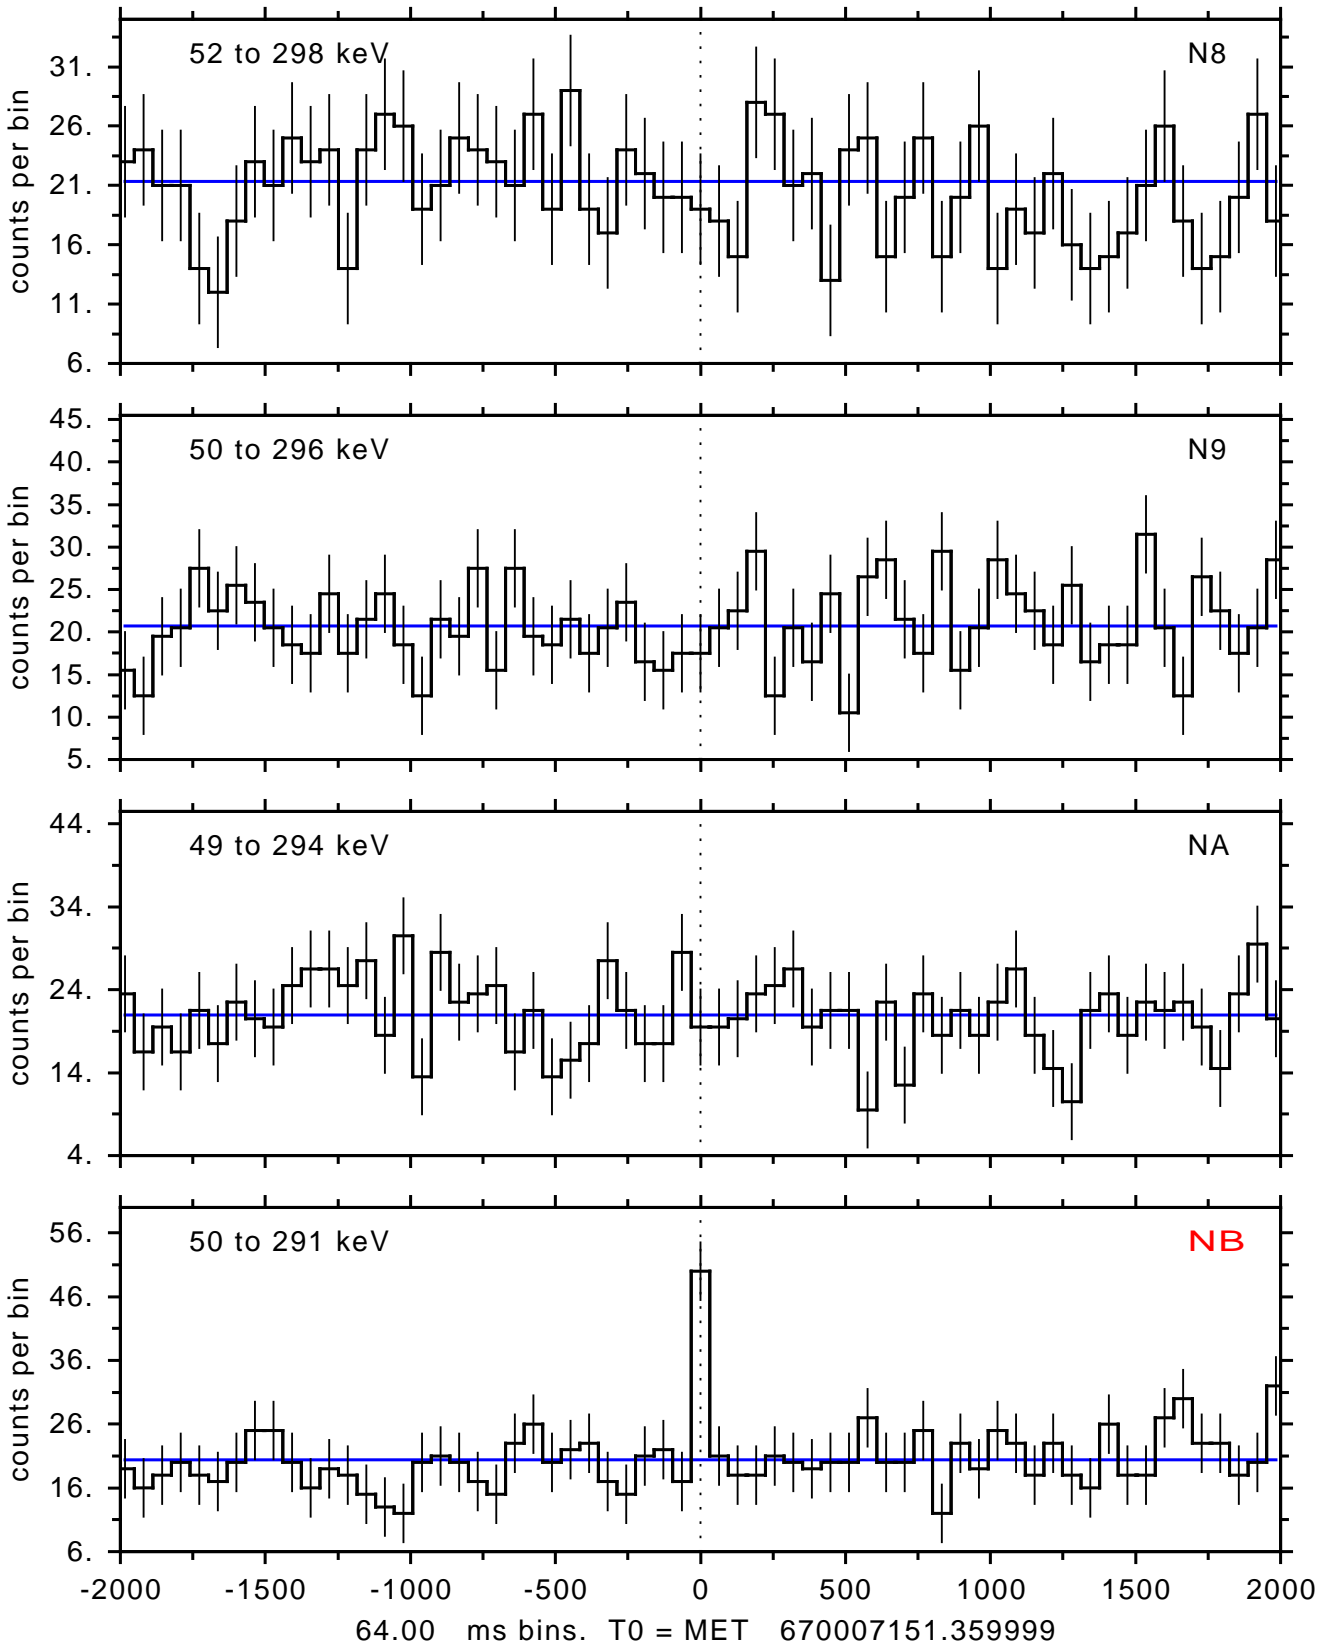 52 to 298 keV N8
31.
26.
21.
16.
11.
6.
counts per bin
50 to 296 keV N9
45.
40.
35.
30.
25.
20.
15.
10.
5.
counts per bin
49 to 294 keV NA
44.
34.
24.
14.
4.
counts per bin
50 to 291 keV NB
56.
46.
36.
26.
16.
6.
counts per bin
-2000 -1500 -1000 -500 0 500 1000 1500 2000
64.00 ms bins. T0 = MET 670007151.359999